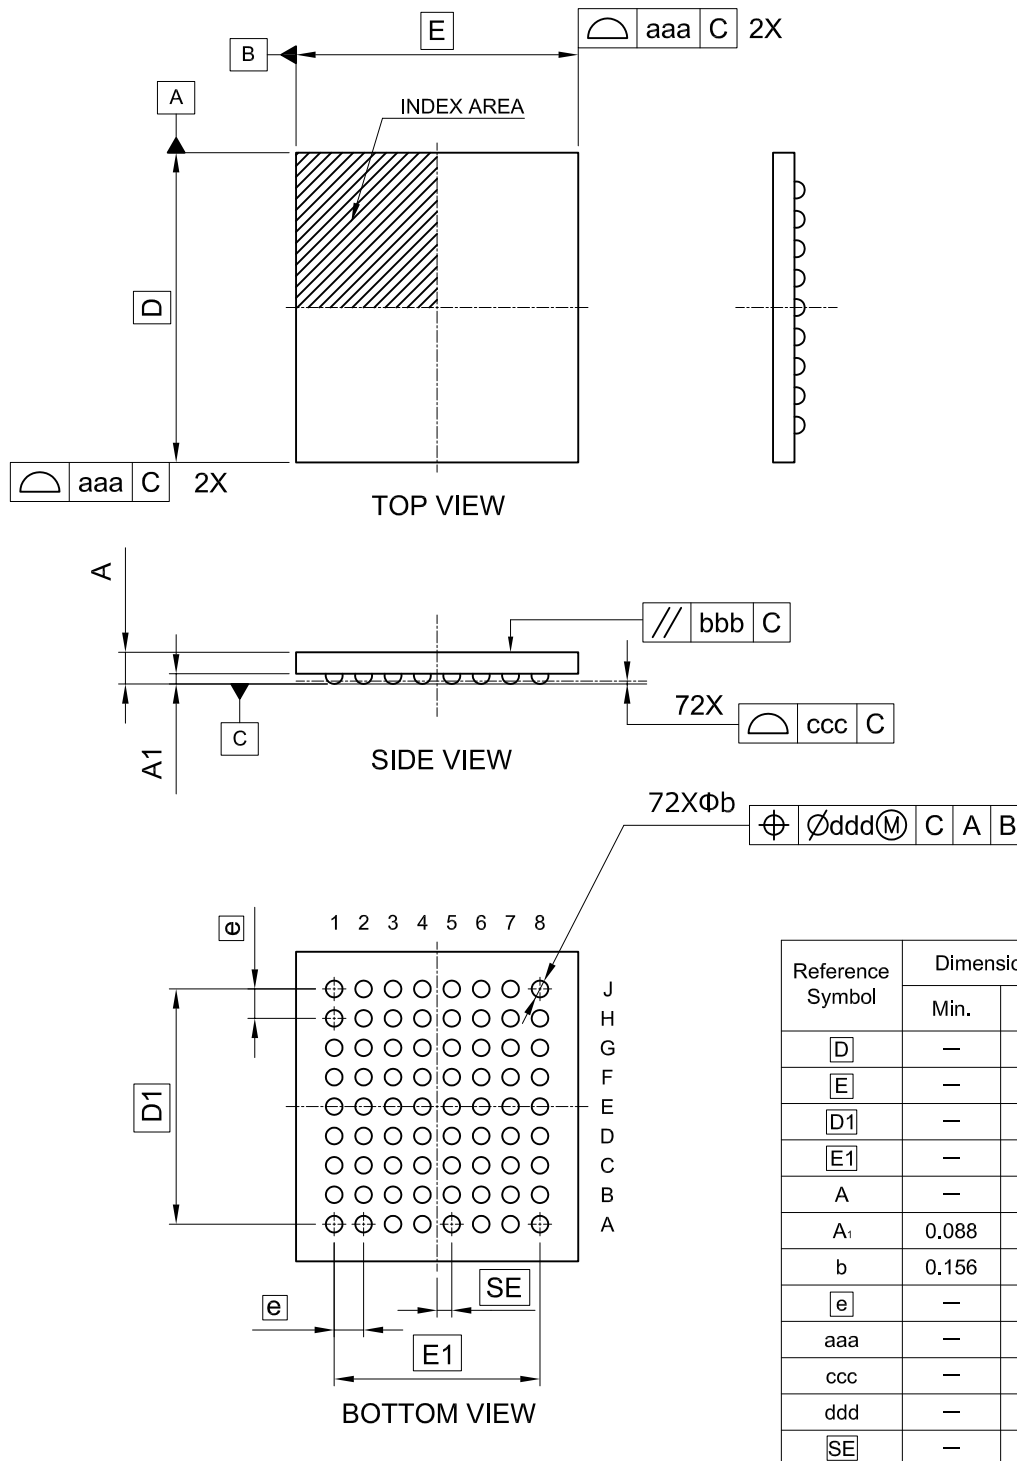 E
aaa C 2X
B
A
INDEX AREA
D
aaa C 2X
TOP VIEW
A
// bbb C
72X
ccc C
C
A1
SIDE VIEW
72XΦb
⌖ Ødddⓜ C A B
1 2 3 4 5 6 7 8
e
J
H
G
F
E
D
C
B
A
D1
SE
e
E1
BOTTOM VIEW
Reference Symbol Dimensio
Min.
D —
E —
D1 —
E1 —
A —
A₁ 0.088
b 0.156
e —
aaa —
ccc —
ddd —
SE —